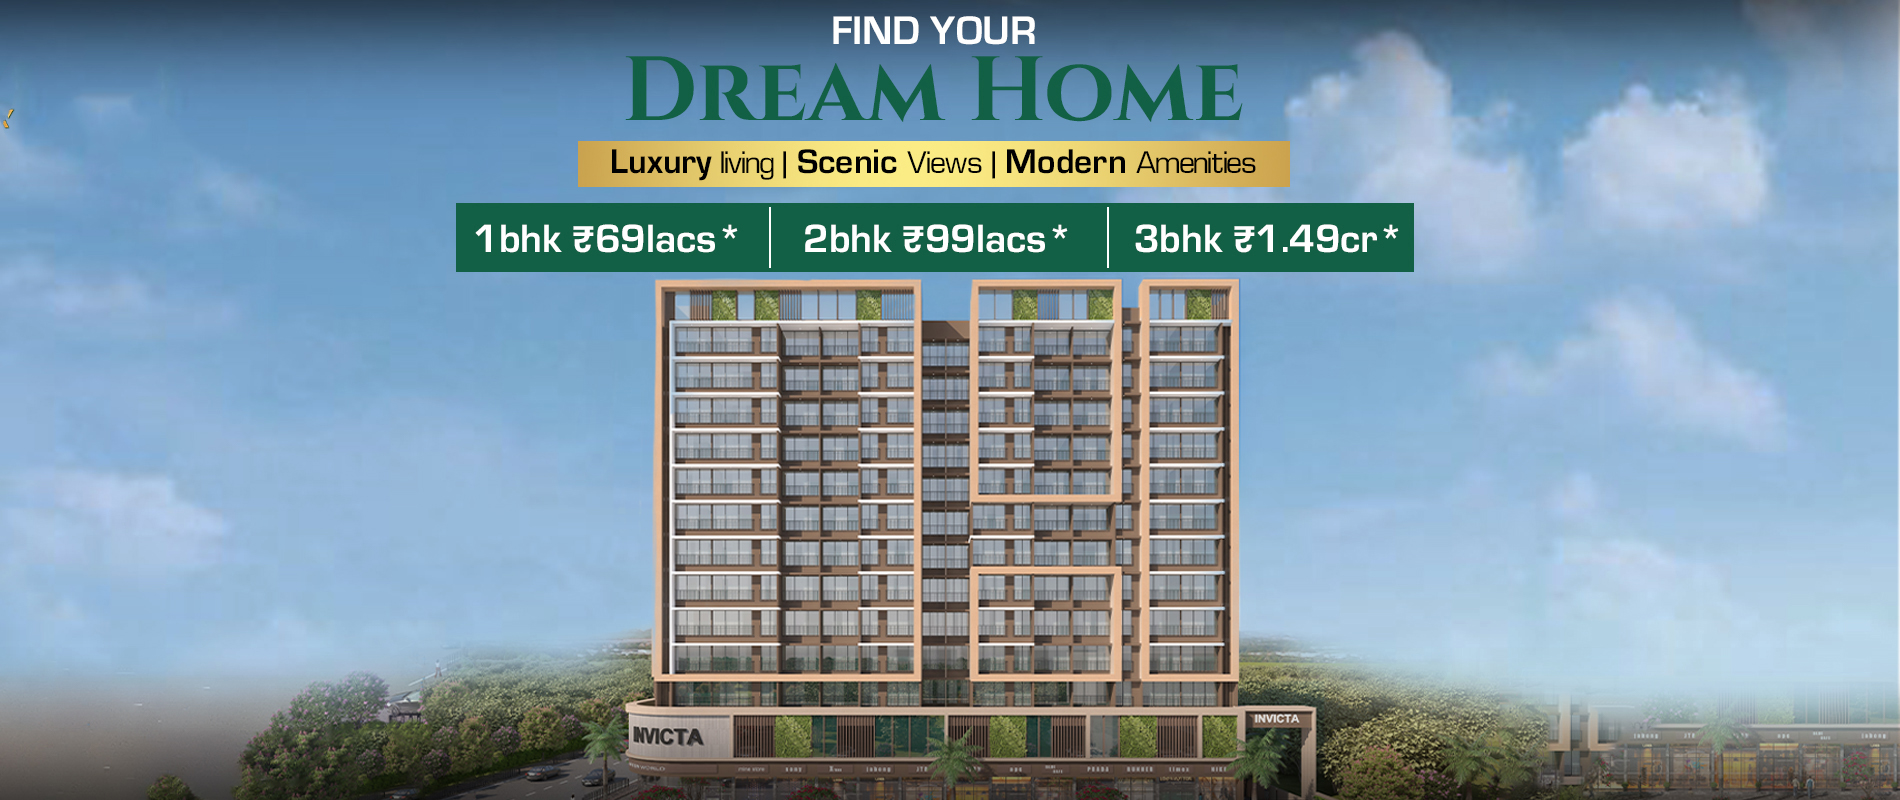 FIND YOUR
DREAM HOME
Luxury living | Scenic Views | Modern Amenities
1bhk ₹69lacs* 2bhk ₹99lacs* 3bhk ₹1.49cr*
INVICTA
INVICTA